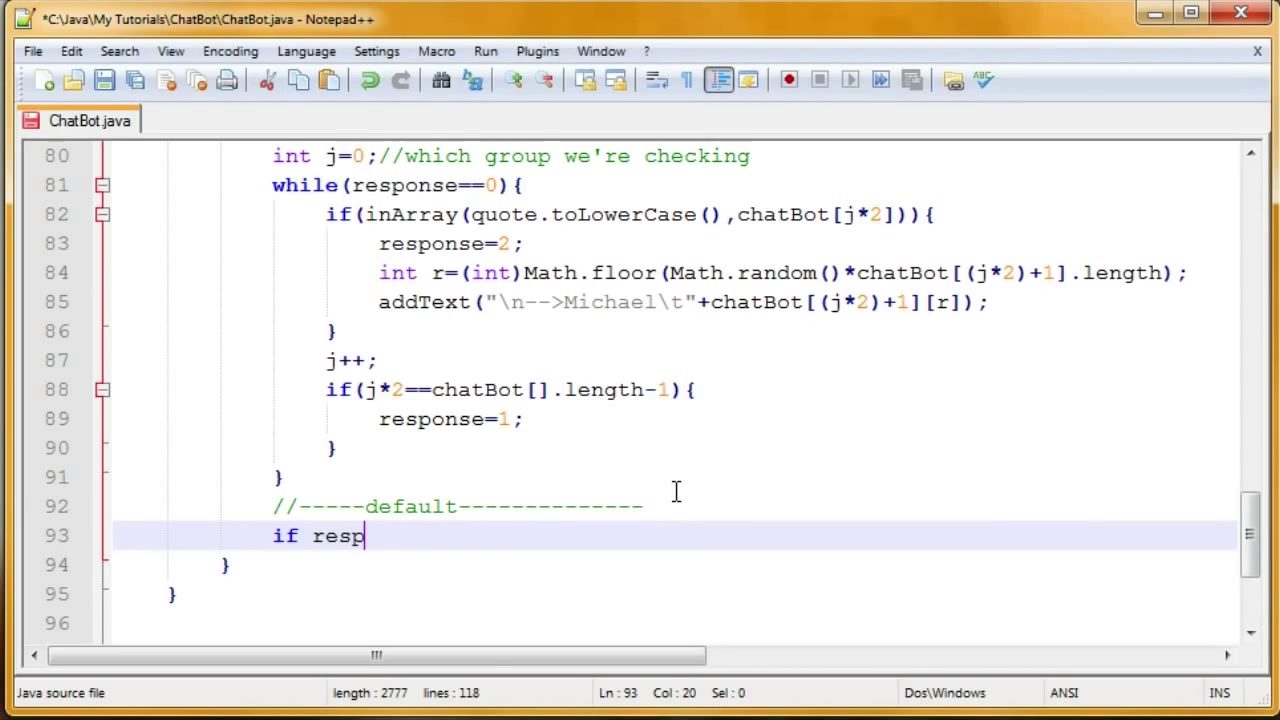 *C:\Java\My Tutorials\ChatBot\ChatBot.java - Notepad++
File Edit Search View Encoding Language Settings Macro Run Plugins Window ? X
ABC
ChatBot.java
80 int j=0;//which group we're checking
81 while(response==0){
82 if(inArray(quote.toLowerCase(),chatBot[j*2])){
83 response=2;
84 int r=(int)Math.floor(Math.random()*chatBot[(j*2)+1].length);
85 addText("\n-->Michael\t"+chatBot[(j*2)+1][r]);
86 }
87 j++;
88 if(j*2==chatBot[].length-1){
89 response=1;
90 }
91 }
92 //-----default--------------
93 if resp
94 }
95 }
96
Java source file length : 2777 lines : 118 Ln : 93 Col : 20 Sel : 0 Dos\Windows ANSI INS